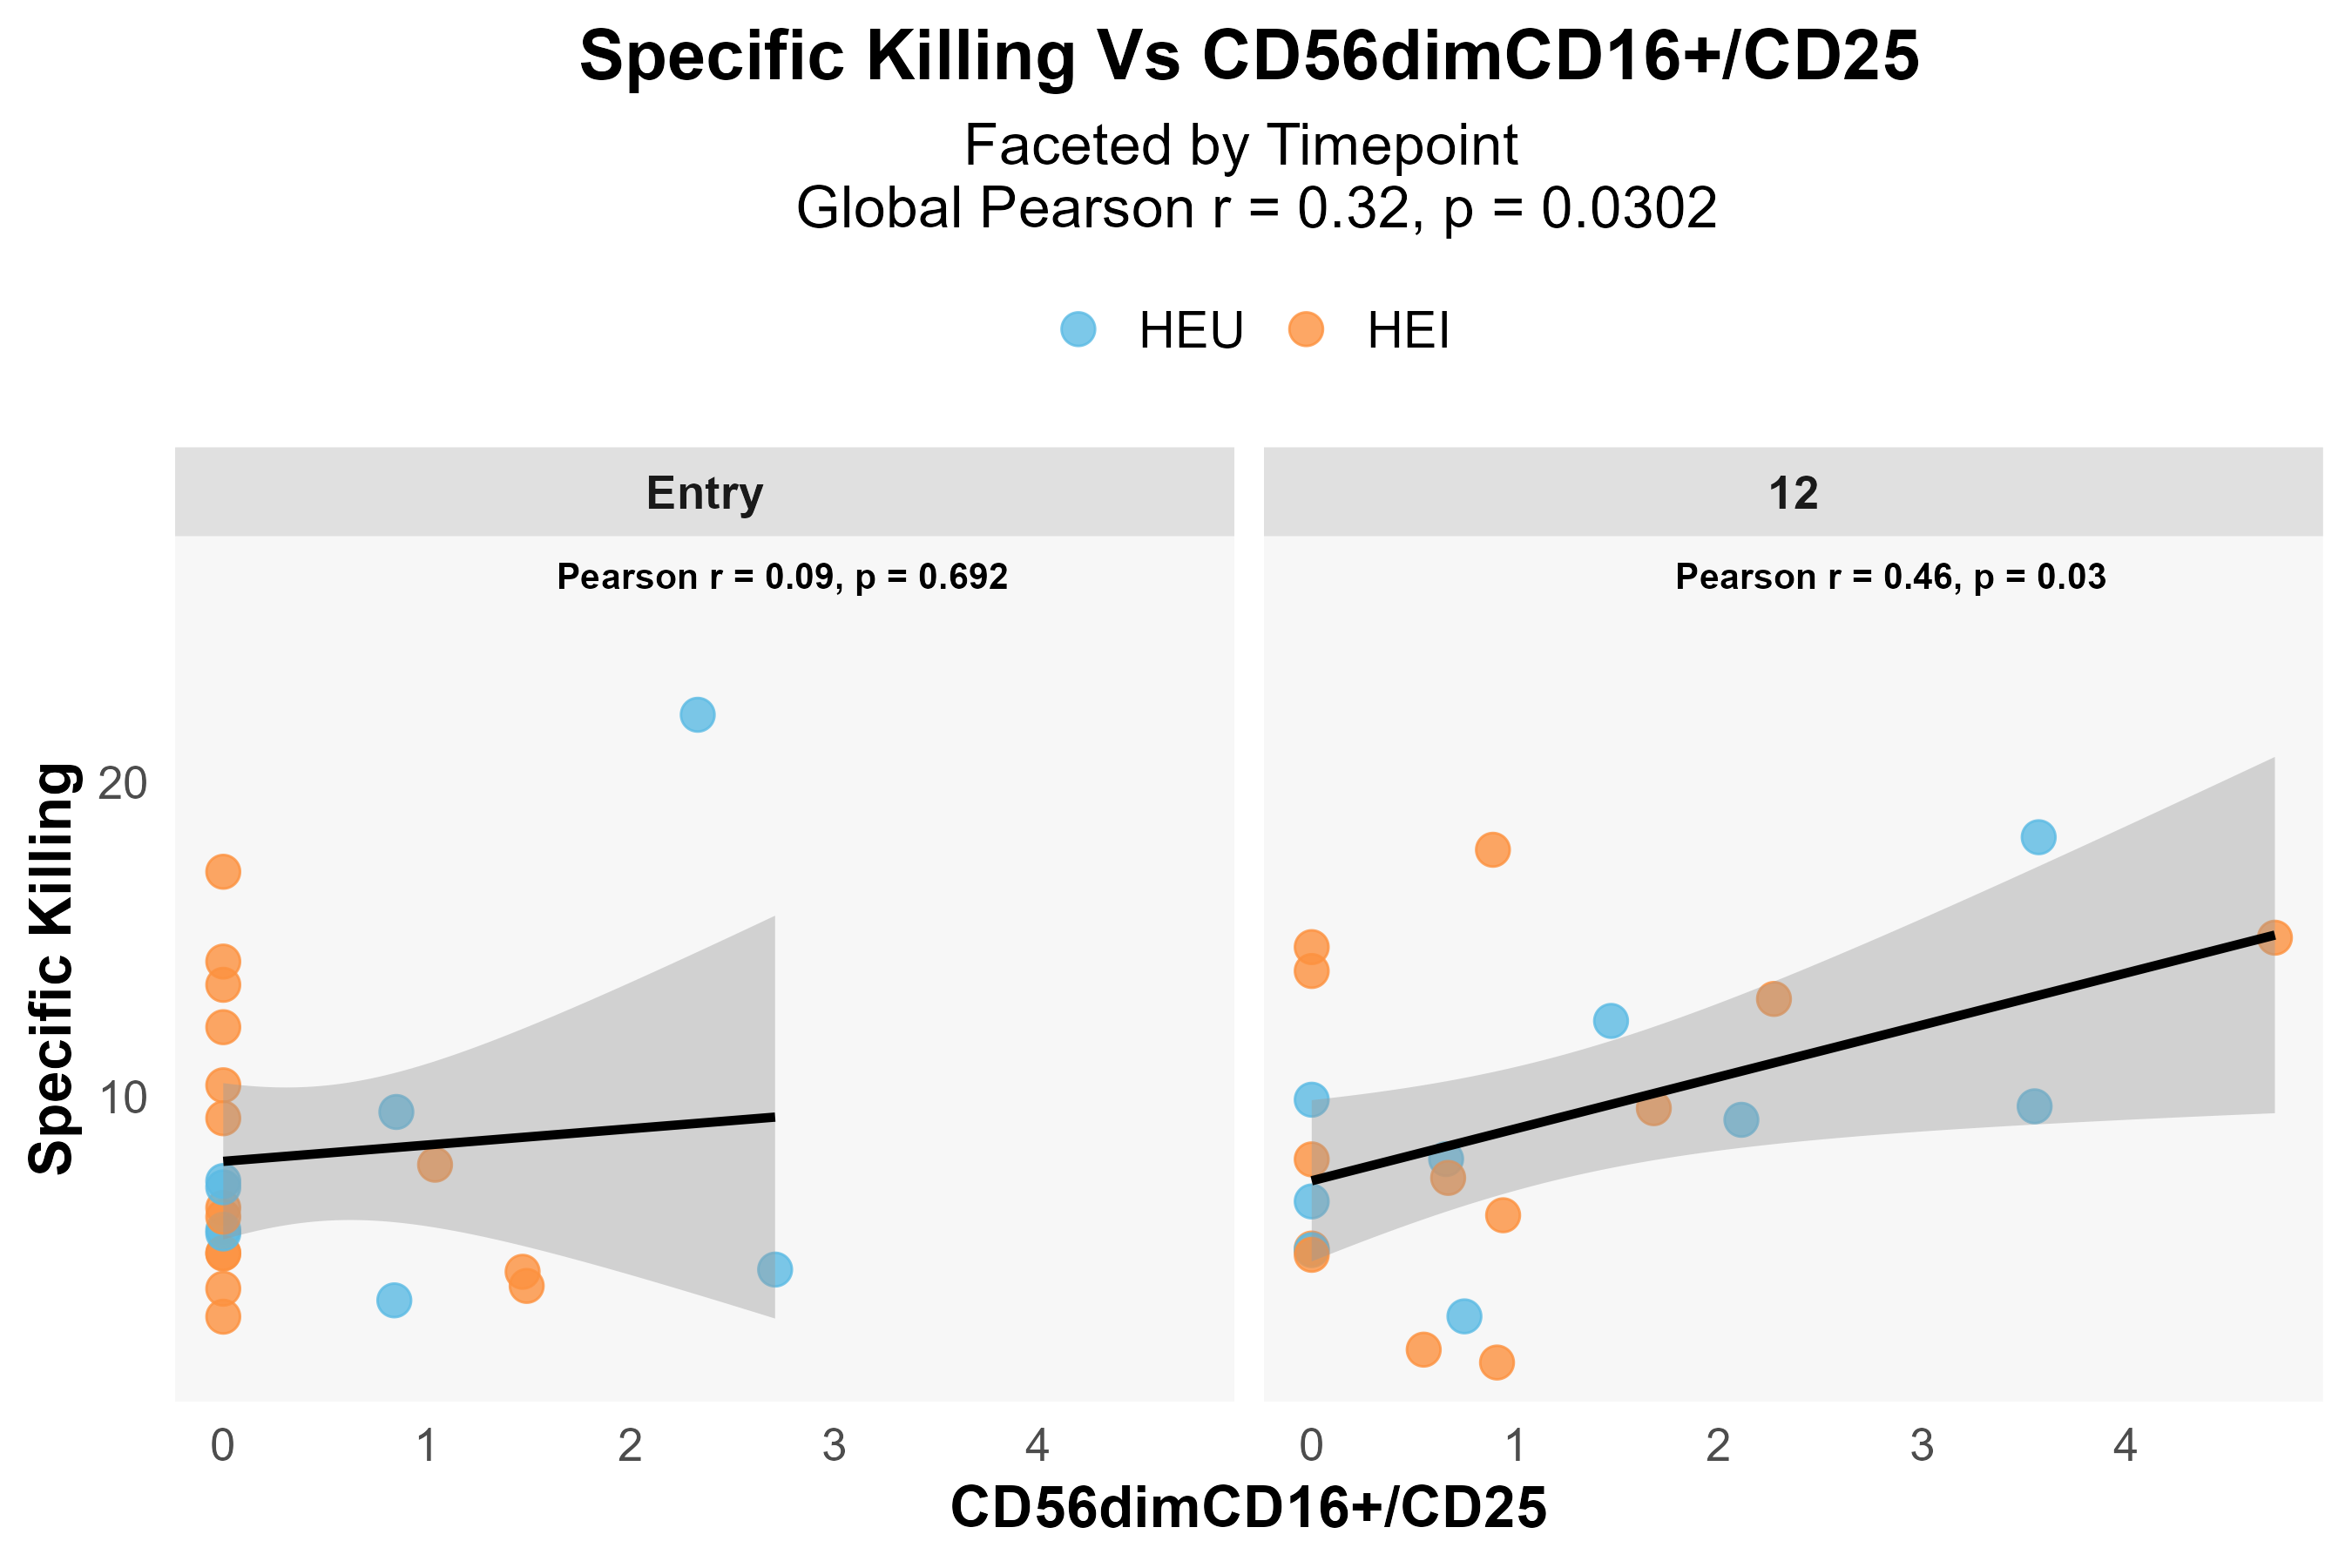 Specific Killing Vs CD56dimCD16+/CD25
Faceted by Timepoint
Global Pearson r = 0.32, p = 0.0302
HEU
HEI
Entry
12
Pearson r = 0.09, p = 0.692
Pearson r = 0.46, p = 0.03
Specific Killing
20
10
0 1 2 3 4
0 1 2 3 4
CD56dimCD16+/CD25